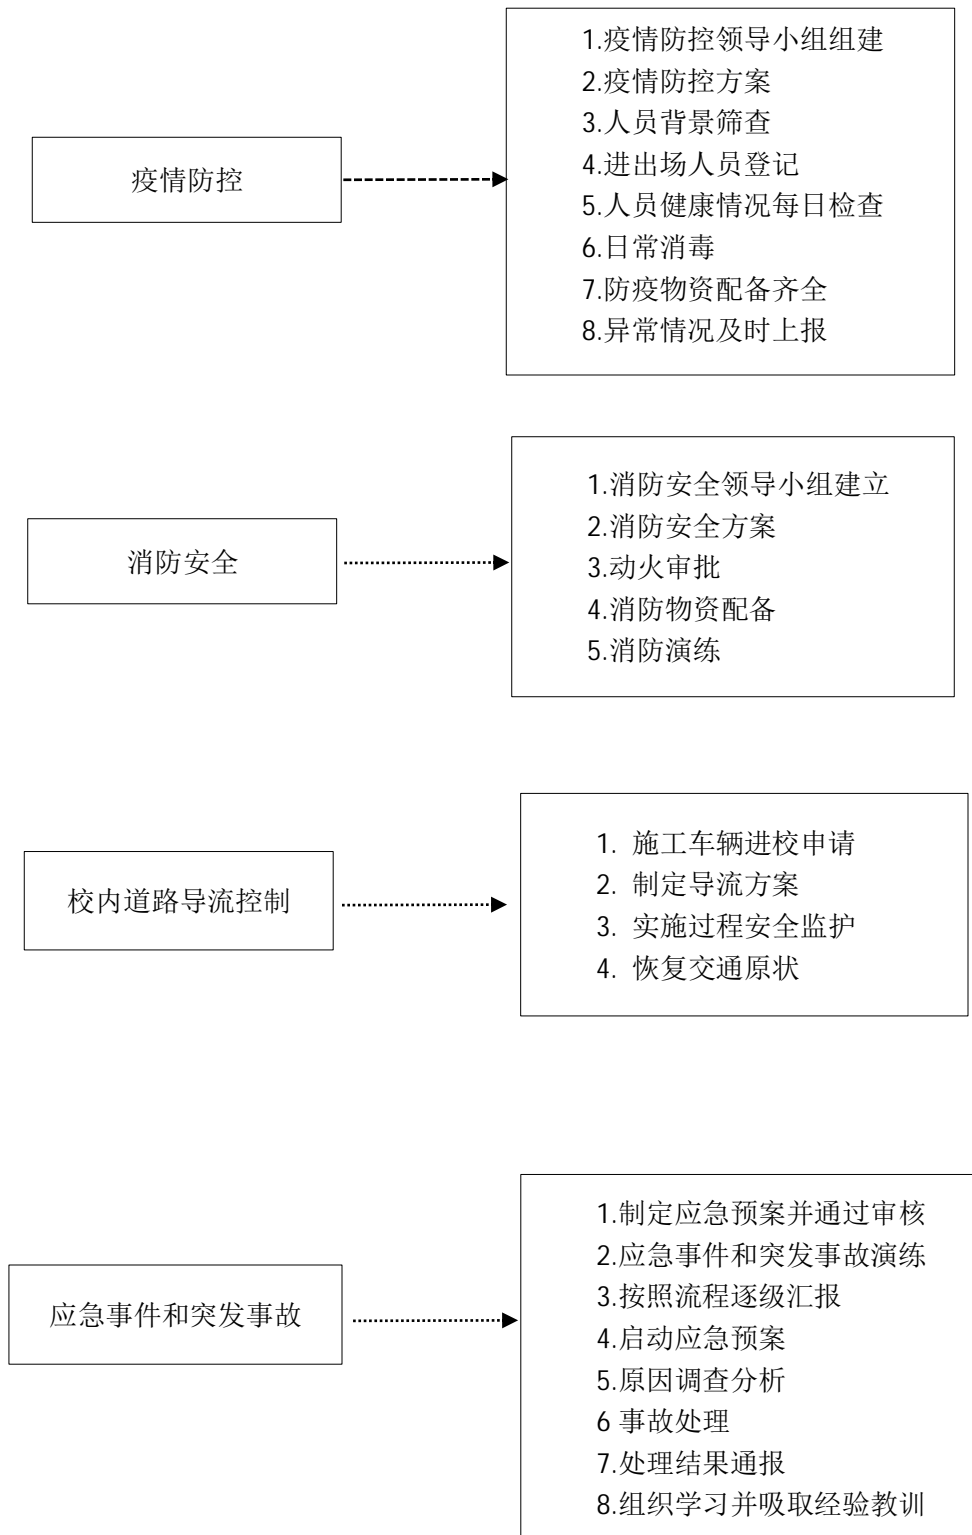 疫情防控
1.疫情防控领导小组组建
2.疫情防控方案
3.人员背景筛查
4.进出场人员登记
5.人员健康情况每日检查
6.日常消毒
7.防疫物资配备齐全
8.异常情况及时上报
消防安全
1.消防安全领导小组建立
2.消防安全方案
3.动火审批
4.消防物资配备
5.消防演练
校内道路导流控制
1. 施工车辆进校申请
2. 制定导流方案
3. 实施过程安全监护
4. 恢复交通原状
应急事件和突发事故
1.制定应急预案并通过审核
2.应急事件和突发事故演练
3.按照流程逐级汇报
4.启动应急预案
5.原因调查分析
6 事故处理
7.处理结果通报
8.组织学习并吸取经验教训